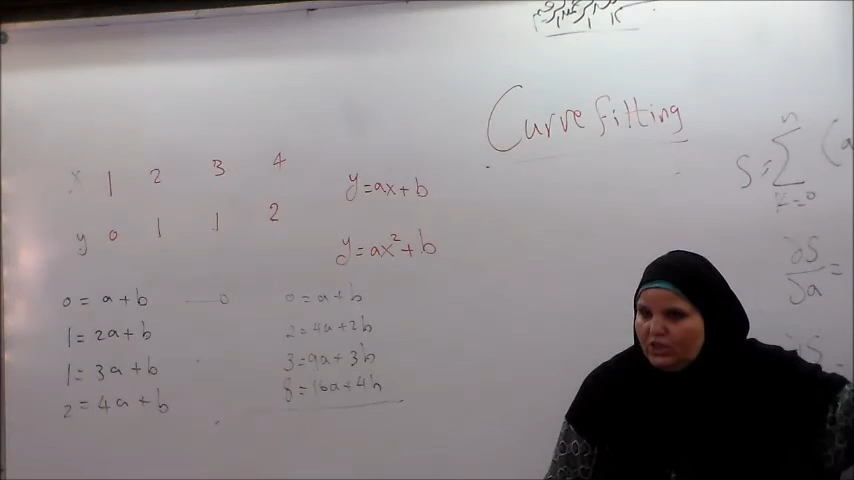 Curve fitting
x 1 2 3 4
y 0 1 1 2
y=ax+b
y=ax²+b
0 = a+b
1=2a+b
1=3a+b
2=4a+b
0=a+b
2=4a+2b
3=9a+3b
8=16a+4b
S=∑
n
∂S
∂a
=
∂S